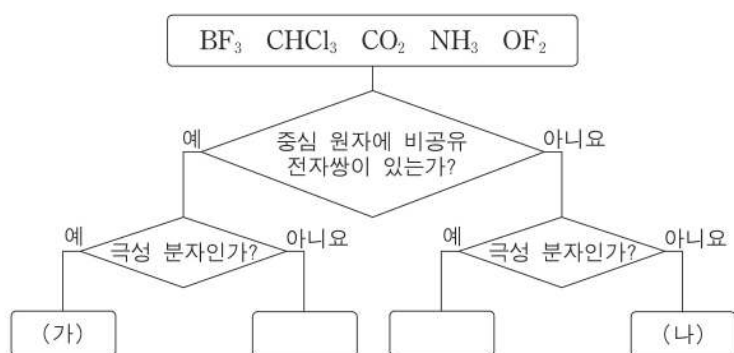 BF₃ CHCl₃ CO₂ NH₃ OF₂
예
중심 원자에 비공유
전자쌍이 있는가?
아니요
예
극성 분자인가?
아니요
예
극성 분자인가?
아니요
(가)
(나)